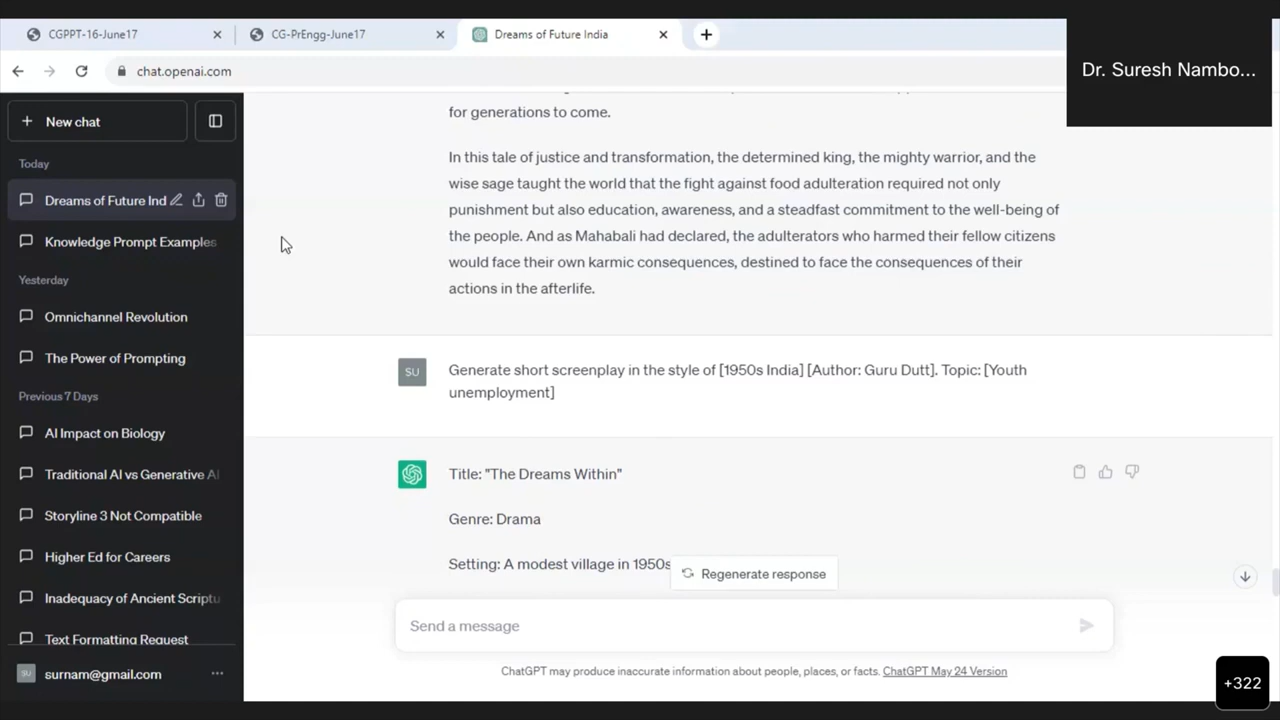 CGPPT-16-June17
CG-PrEngg-June17
Dreams of Future India
Dr. Suresh Nambo...
chat.openai.com
New chat
Today
Dreams of Future Ind
Knowledge Prompt Examples
Yesterday
Omnichannel Revolution
The Power of Prompting
Previous 7 Days
AI Impact on Biology
Traditional AI vs Generative AI
Storyline 3 Not Compatible
Higher Ed for Careers
Inadequacy of Ancient Scriptu
Text Formatting Request
SU
surnam@gmail.com
for generations to come.
In this tale of justice and transformation, the determined king, the mighty warrior, and the
wise sage taught the world that the fight against food adulteration required not only
punishment but also education, awareness, and a steadfast commitment to the well-being of
the people. And as Mahabali had declared, the adulterators who harmed their fellow citizens
would face their own karmic consequences, destined to face the consequences of their
actions in the afterlife.
SU
Generate short screenplay in the style of [1950s India] [Author: Guru Dutt]. Topic: [Youth
unemployment]
Title: "The Dreams Within"
Genre: Drama
Setting: A modest village in 1950s
Regenerate response
Send a message
ChatGPT may produce inaccurate information about people, places, or facts. ChatGPT May 24 Version
+322